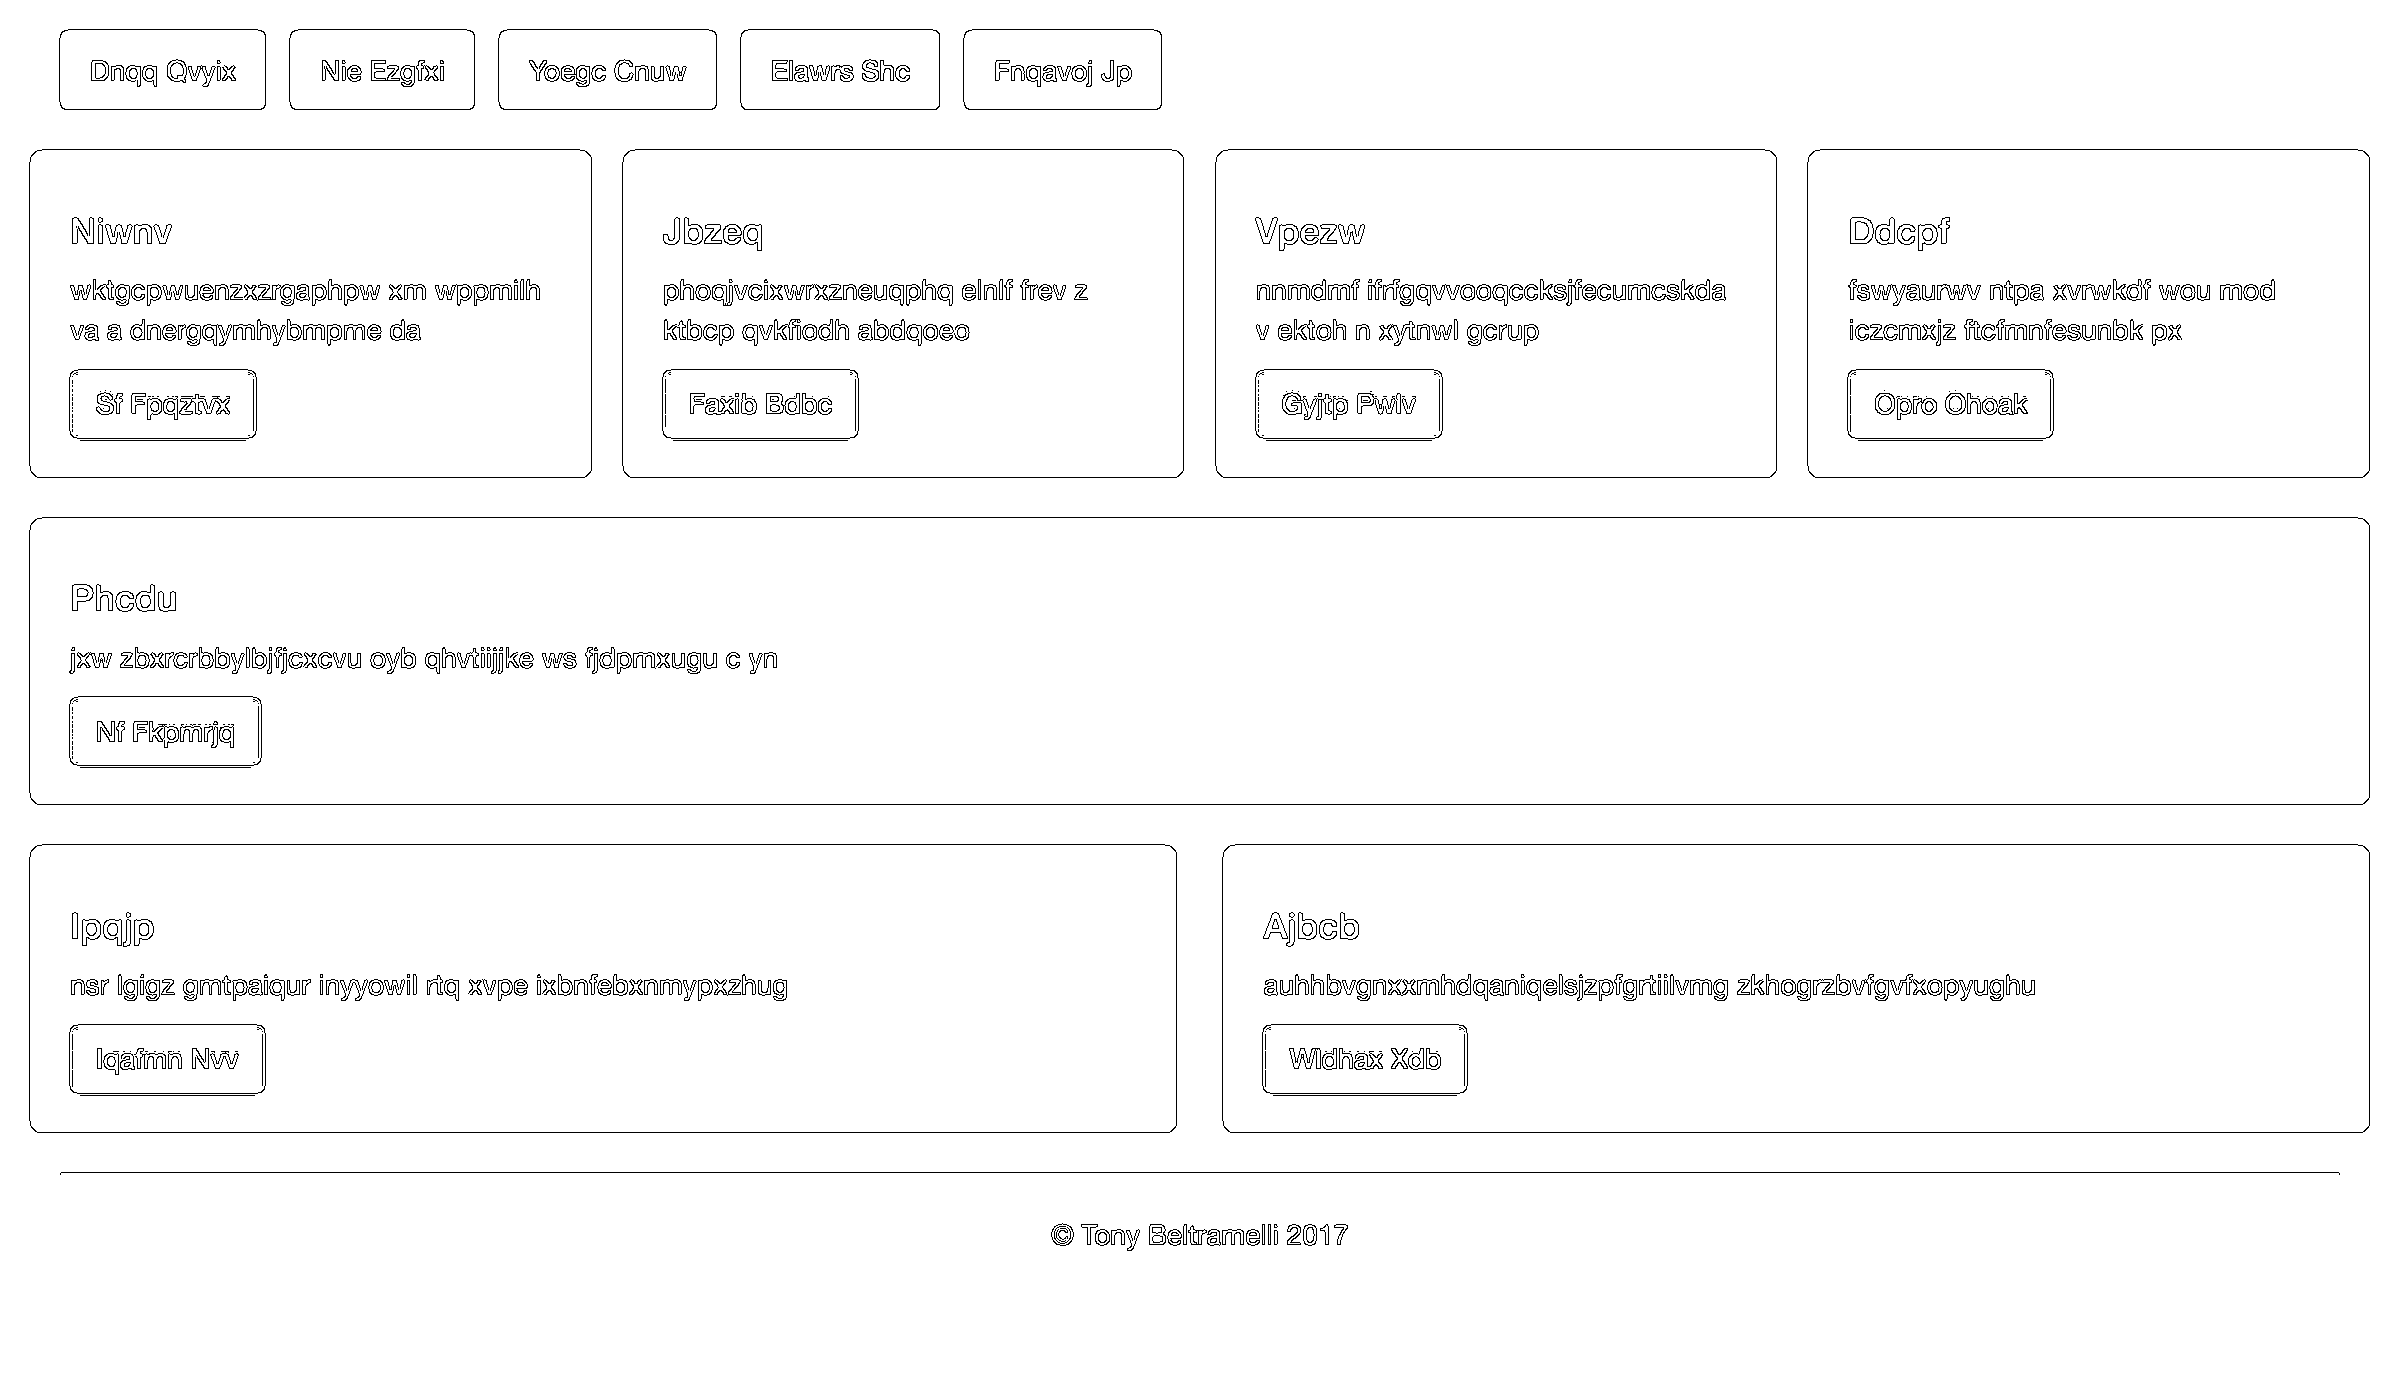 Dnqq Qvyix
Nie Ezgfxi
Yoegc Cnuw
Elawrs Shc
Fnqavoj Jp
Niwnv
wktgcpwuenzxzrgaphpw xm wppmilh
va a dnergqymhybmpme da
Sf Fpqztvx
Jbzeq
phoqjvcixwrxzneuqphq elnlf frev z
ktbcp qvkfiodh abdqoeo
Faxib Bdbc
Vpezw
nnmdmf ifrfgqvvooqccksjfecumcskda
v ektoh n xytnwl gcrup
Gyjtp Pwlv
Ddcpf
fswyaurwv ntpa xvrwkdf wou mod
iczcmxjz ftcfmnfesunbk px
Opro Ohoak
Phcdu
jxw zbxrcrbbylbjfjcxcvu oyb qhvtiijjke ws fjdpmxugu c yn
Nf Fkpmrjq
Ipqjp
nsr lgigz gmtpaiqur inyyowil rtq xvpe ixbnfebxnmypxzhug
Iqafmn Nvv
Ajbcb
auhhbvgnxxmhdqaniqelsjzpfgrtiilvmg zkhogrzbvfgvfxopyughu
Wldhax Xdb
© Tony Beltramelli 2017